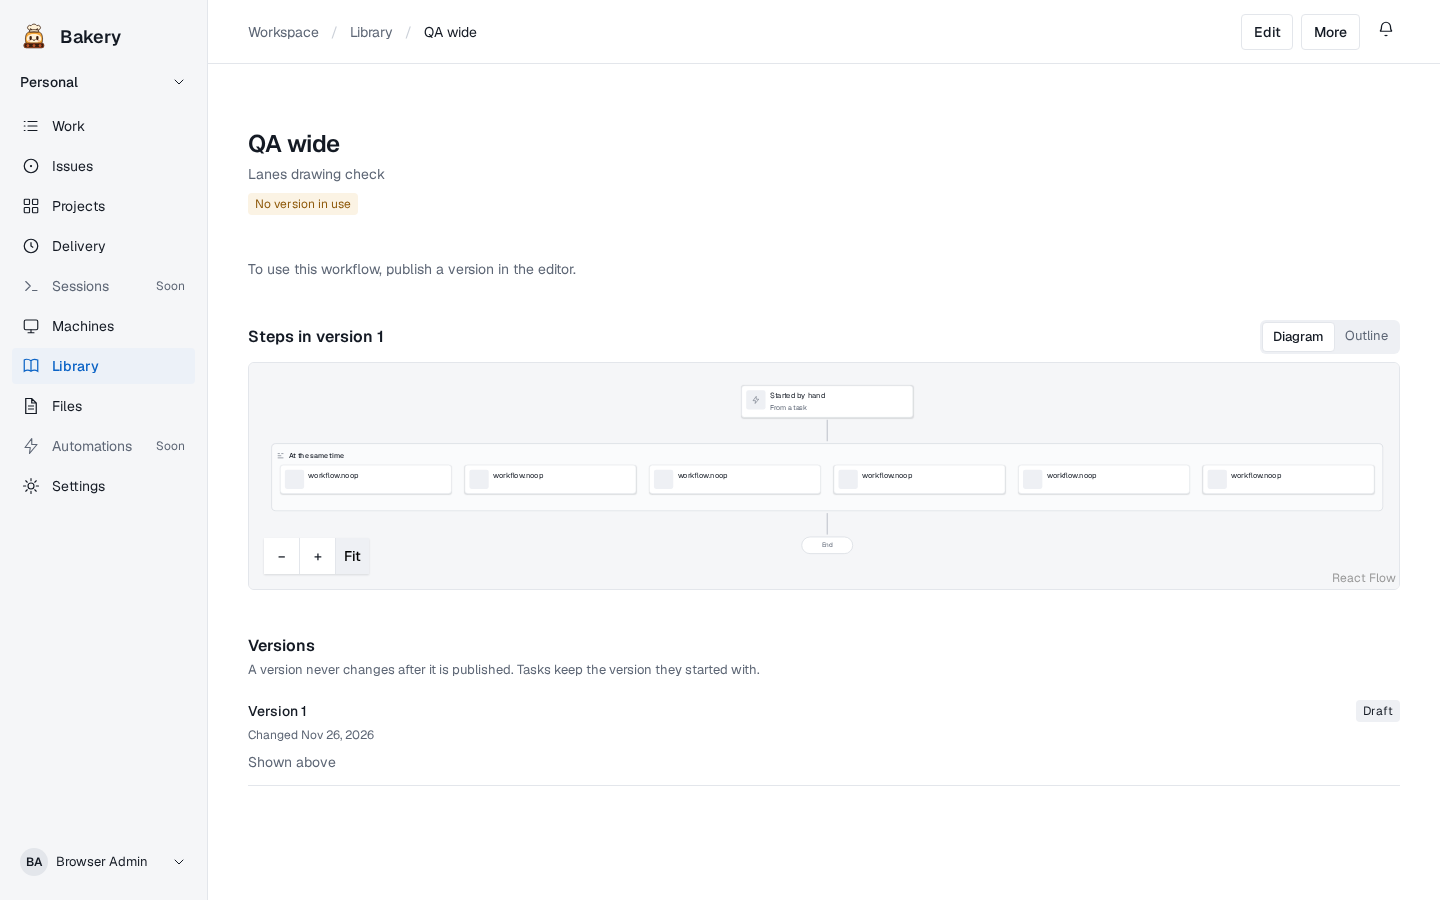 Bakery
Personal
Work
Issues
Projects
Delivery
Sessions Soon
Machines
Library
Files
Automations Soon
Settings
BA Browser Admin
Workspace / Library / QA wide
Edit More
QA wide
Lanes drawing check
No version in use
To use this workflow, publish a version in the editor.
Steps in version 1
Diagram Outline
Started by hand
From a task
At the same time
workflow.noop workflow.noop workflow.noop workflow.noop workflow.noop workflow.noop
End
− + Fit
React Flow
Versions
A version never changes after it is published. Tasks keep the version they started with.
Version 1 Draft
Changed Nov 26, 2026
Shown above